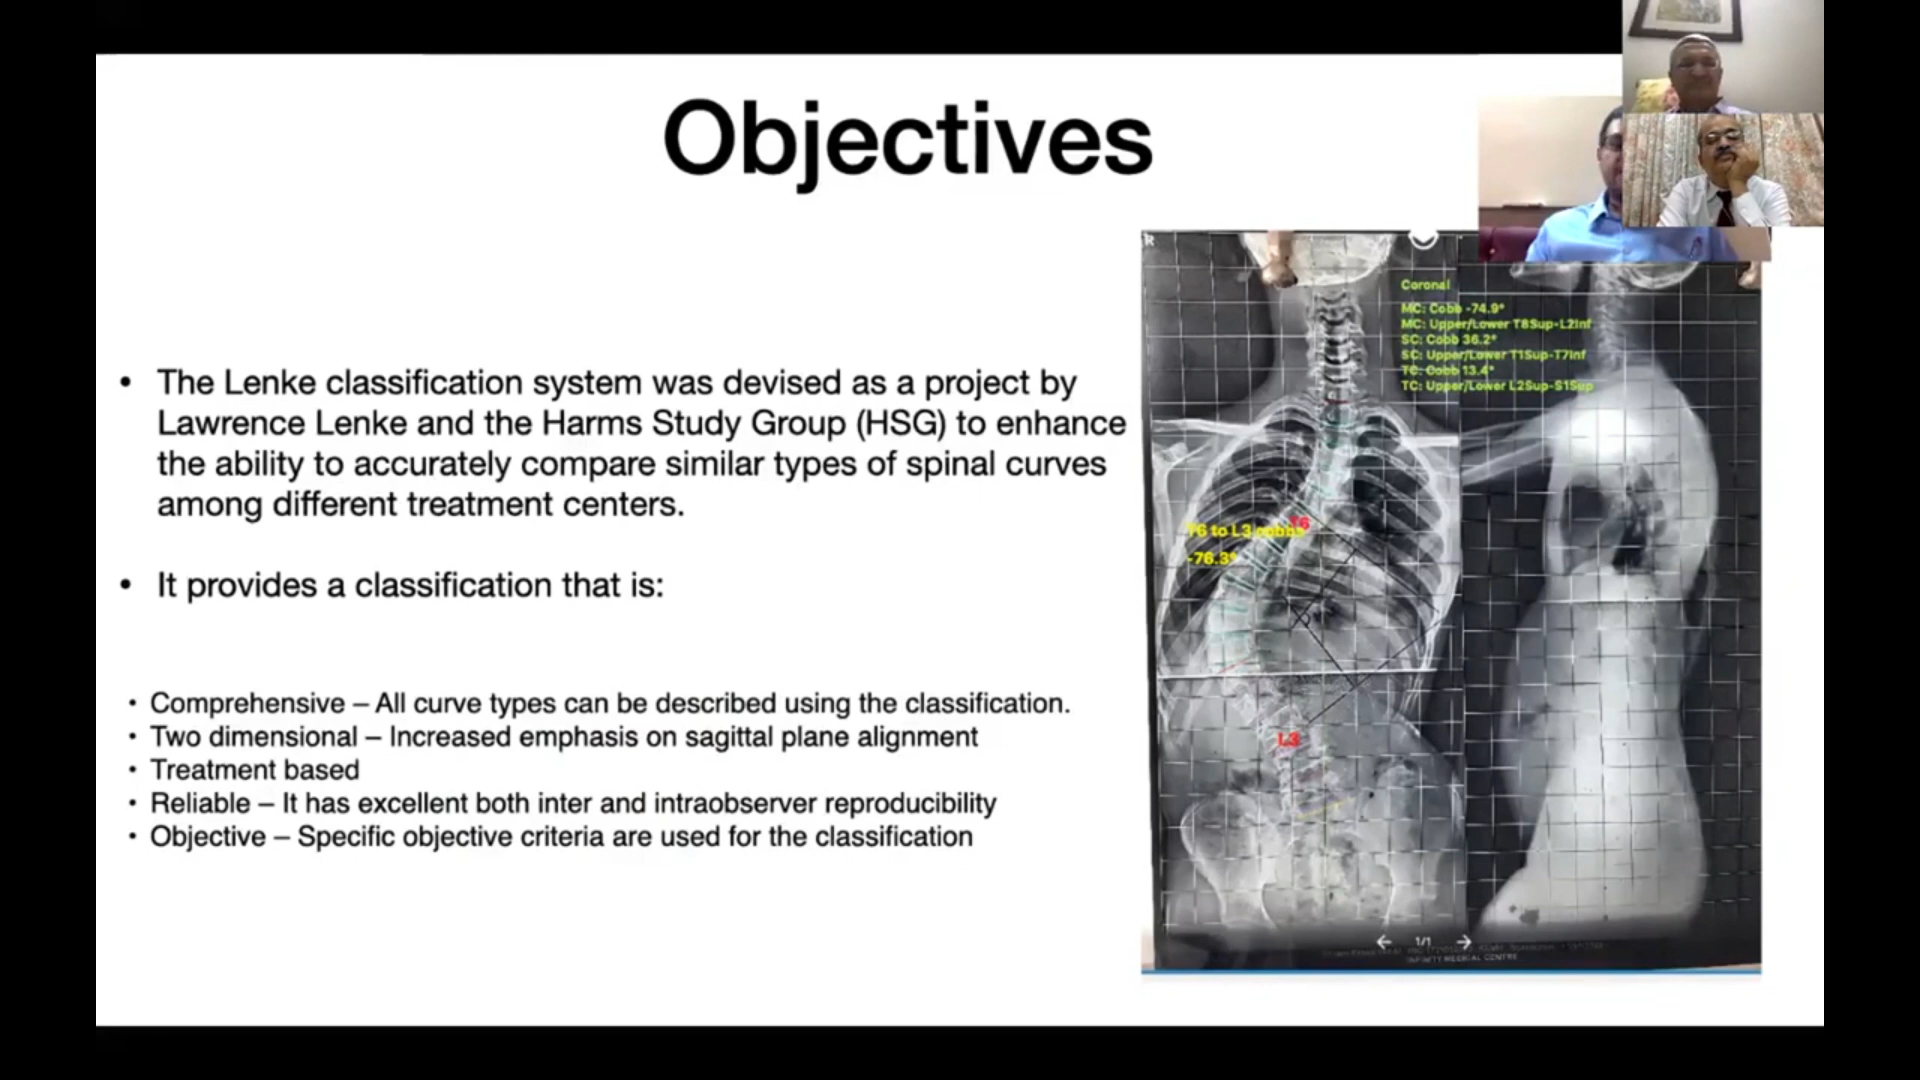 Objectives
• The Lenke classification system was devised as a project by
Lawrence Lenke and the Harms Study Group (HSG) to enhance
the ability to accurately compare similar types of spinal curves
among different treatment centers.
• It provides a classification that is:
• Comprehensive – All curve types can be described using the classification.
• Two dimensional – Increased emphasis on sagittal plane alignment
• Treatment based
• Reliable – It has excellent both inter and intraobserver reproducibility
• Objective – Specific objective criteria are used for the classification
R
Coronal
MC: Cobb -74.9°
MC: Upper/Lower T8Sup-L2Inf
SC: Cobb 36.2°
SC: Upper/Lower T1Sup-T7Inf
TC: Cobb 13.4°
TC: Upper/Lower L2Sup-S1Sup
T6
T6 to L3 cobbs
-76.3°
L3
1/1
INFINITY MEDICAL CENTRE